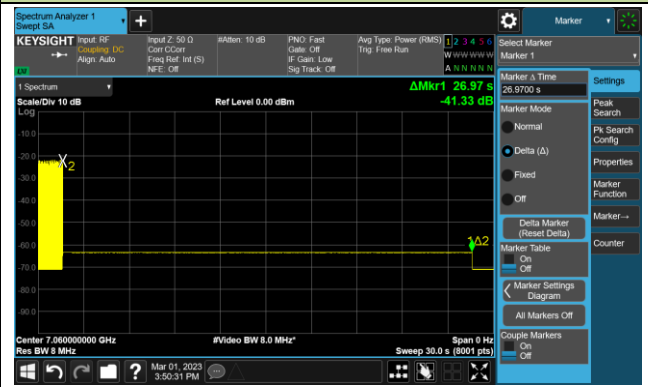 Spectrum Analyzer 1
Swept SA
+
Marker
KEYSIGHT
Input: RF
Coupling: DC
Align: Auto
Input Z: 50 Ω
Corr CCorr
Freq Ref: Int (S)
NFE: Off
#Atten: 10 dB
PNO: Fast
Gate: Off
IF Gain: Low
Sig Track: Off
Avg Type: Power (RMS)
Trig: Free Run
1 2 3 4 5 6
W W W W W W
A N N N N N
Select Marker
Marker 1
1 Spectrum
Scale/Div 10 dB
Log
Ref Level 0.00 dBm
ΔMkr1 26.97 s
-41.33 dB
-10.0
-20.0
-30.0
-40.0
-50.0
-60.0
-70.0
-80.0
-90.0
X2
1Δ2
Center 7.060000000 GHz
Res BW 8 MHz
#Video BW 8.0 MHz*
Span 0 Hz
Sweep 30.0 s (8001 pts)
Marker Δ Time
26.9700 s
Marker Mode
Normal
Delta (Δ)
Fixed
Off
Delta Marker
(Reset Delta)
Marker Table
On
Off
Marker Settings
Diagram
All Markers Off
Couple Markers
On
Off
Settings
Peak
Search
Pk Search
Config
Properties
Marker
Function
Marker→
Counter
?
Mar 01, 2023
3:50:31 PM